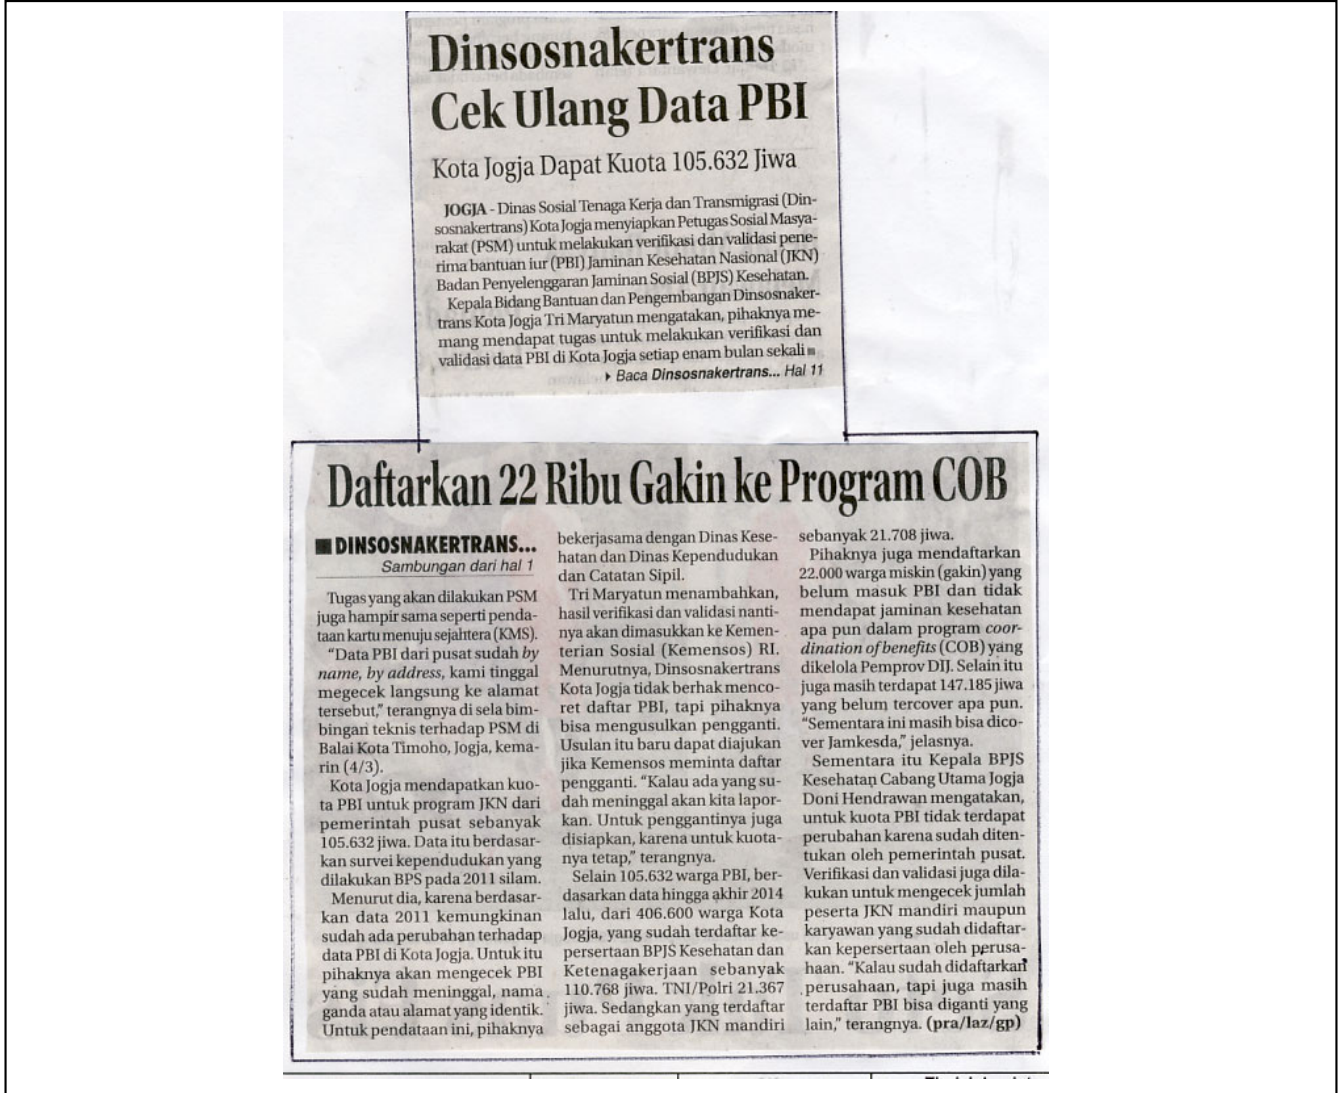 Dinsosnakertrans
Cek Ulang Data PBI
Kota Jogja Dapat Kuota 105.632 Jiwa
JOGJA - Dinas Sosial Tenaga Kerja dan Transmigrasi (Din-
sosnakertrans) Kota Jogja menyiapkan Petugas Sosial Masya-
rakat (PSM) untuk melakukan verifikasi dan validasi pene-
rima bantuan iur (PBI) Jaminan Kesehatan Nasional (JKN)
Badan Penyelenggaran Jaminan Sosial (BPJS) Kesehatan.
Kepala Bidang Bantuan dan Pengembangan Dinsosnaker-
trans Kota Jogja Tri Maryatun mengatakan, pihaknya me-
mang mendapat tugas untuk melakukan verifikasi dan
validasi data PBI di Kota Jogja setiap enam bulan sekali ■
▸ Baca Dinsosnakertrans... Hal 11
Daftarkan 22 Ribu Gakin ke Program COB
■ DINSOSNAKERTRANS...
Sambungan dari hal 1
Tugas yang akan dilakukan PSM
juga hampir sama seperti penda-
taan kartu menuju sejahtera (KMS).
“Data PBI dari pusat sudah by
name, by address, kami tinggal
megecek langsung ke alamat
tersebut,” terangnya di sela bim-
bingan teknis terhadap PSM di
Balai Kota Timoho, Jogja, kema-
rin (4/3).
Kota Jogja mendapatkan kuo-
ta PBI untuk program JKN dari
pemerintah pusat sebanyak
105.632 jiwa. Data itu berdasar-
kan survei kependudukan yang
dilakukan BPS pada 2011 silam.
Menurut dia, karena berdasar-
kan data 2011 kemungkinan
sudah ada perubahan terhadap
data PBI di Kota Jogja. Untuk itu
pihaknya akan mengecek PBI
yang sudah meninggal, nama
ganda atau alamat yang identik.
Untuk pendataan ini, pihaknya
bekerjasama dengan Dinas Kese-
hatan dan Dinas Kependudukan
dan Catatan Sipil.
Tri Maryatun menambahkan,
hasil verifikasi dan validasi nanti-
nya akan dimasukkan ke Kemen-
terian Sosial (Kemensos) RI.
Menurutnya, Dinsosnakertrans
Kota Jogja tidak berhak menco-
ret daftar PBI, tapi pihaknya
bisa mengusulkan pengganti.
Usulan itu baru dapat diajukan
jika Kemensos meminta daftar
pengganti. “Kalau ada yang su-
dah meninggal akan kita lapor-
kan. Untuk penggantinya juga
disiapkan, karena untuk kuota-
nya tetap,” terangnya.
Selain 105.632 warga PBI, ber-
dasarkan data hingga akhir 2014
lalu, dari 406.600 warga Kota
Jogja, yang sudah terdaftar ke-
persertaan BPJS Kesehatan dan
Ketenagakerjaan sebanyak
110.768 jiwa. TNI/Polri 21.367
jiwa. Sedangkan yang terdaftar
sebagai anggota JKN mandiri
sebanyak 21.708 jiwa.
Pihaknya juga mendaftarkan
22.000 warga miskin (gakin) yang
belum masuk PBI dan tidak
mendapat jaminan kesehatan
apa pun dalam program coor-
dination of benefits (COB) yang
dikelola Pemprov DIJ. Selain itu
juga masih terdapat 147.185 jiwa
yang belum tercover apa pun.
“Sementara ini masih bisa dico-
ver Jamkesda,” jelasnya.
Sementara itu Kepala BPJS
Kesehatan Cabang Utama Jogja
Doni Hendrawan mengatakan,
untuk kuota PBI tidak terdapat
perubahan karena sudah diten-
tukan oleh pemerintah pusat.
Verifikasi dan validasi juga dila-
kukan untuk mengecek jumlah
peserta JKN mandiri maupun
karyawan yang sudah didaftar-
kan kepersertaan oleh perusa-
haan. “Kalau sudah didaftarkan
perusahaan, tapi juga masih
terdaftar PBI bisa diganti yang
lain,” terangnya. (pra/laz/gp)